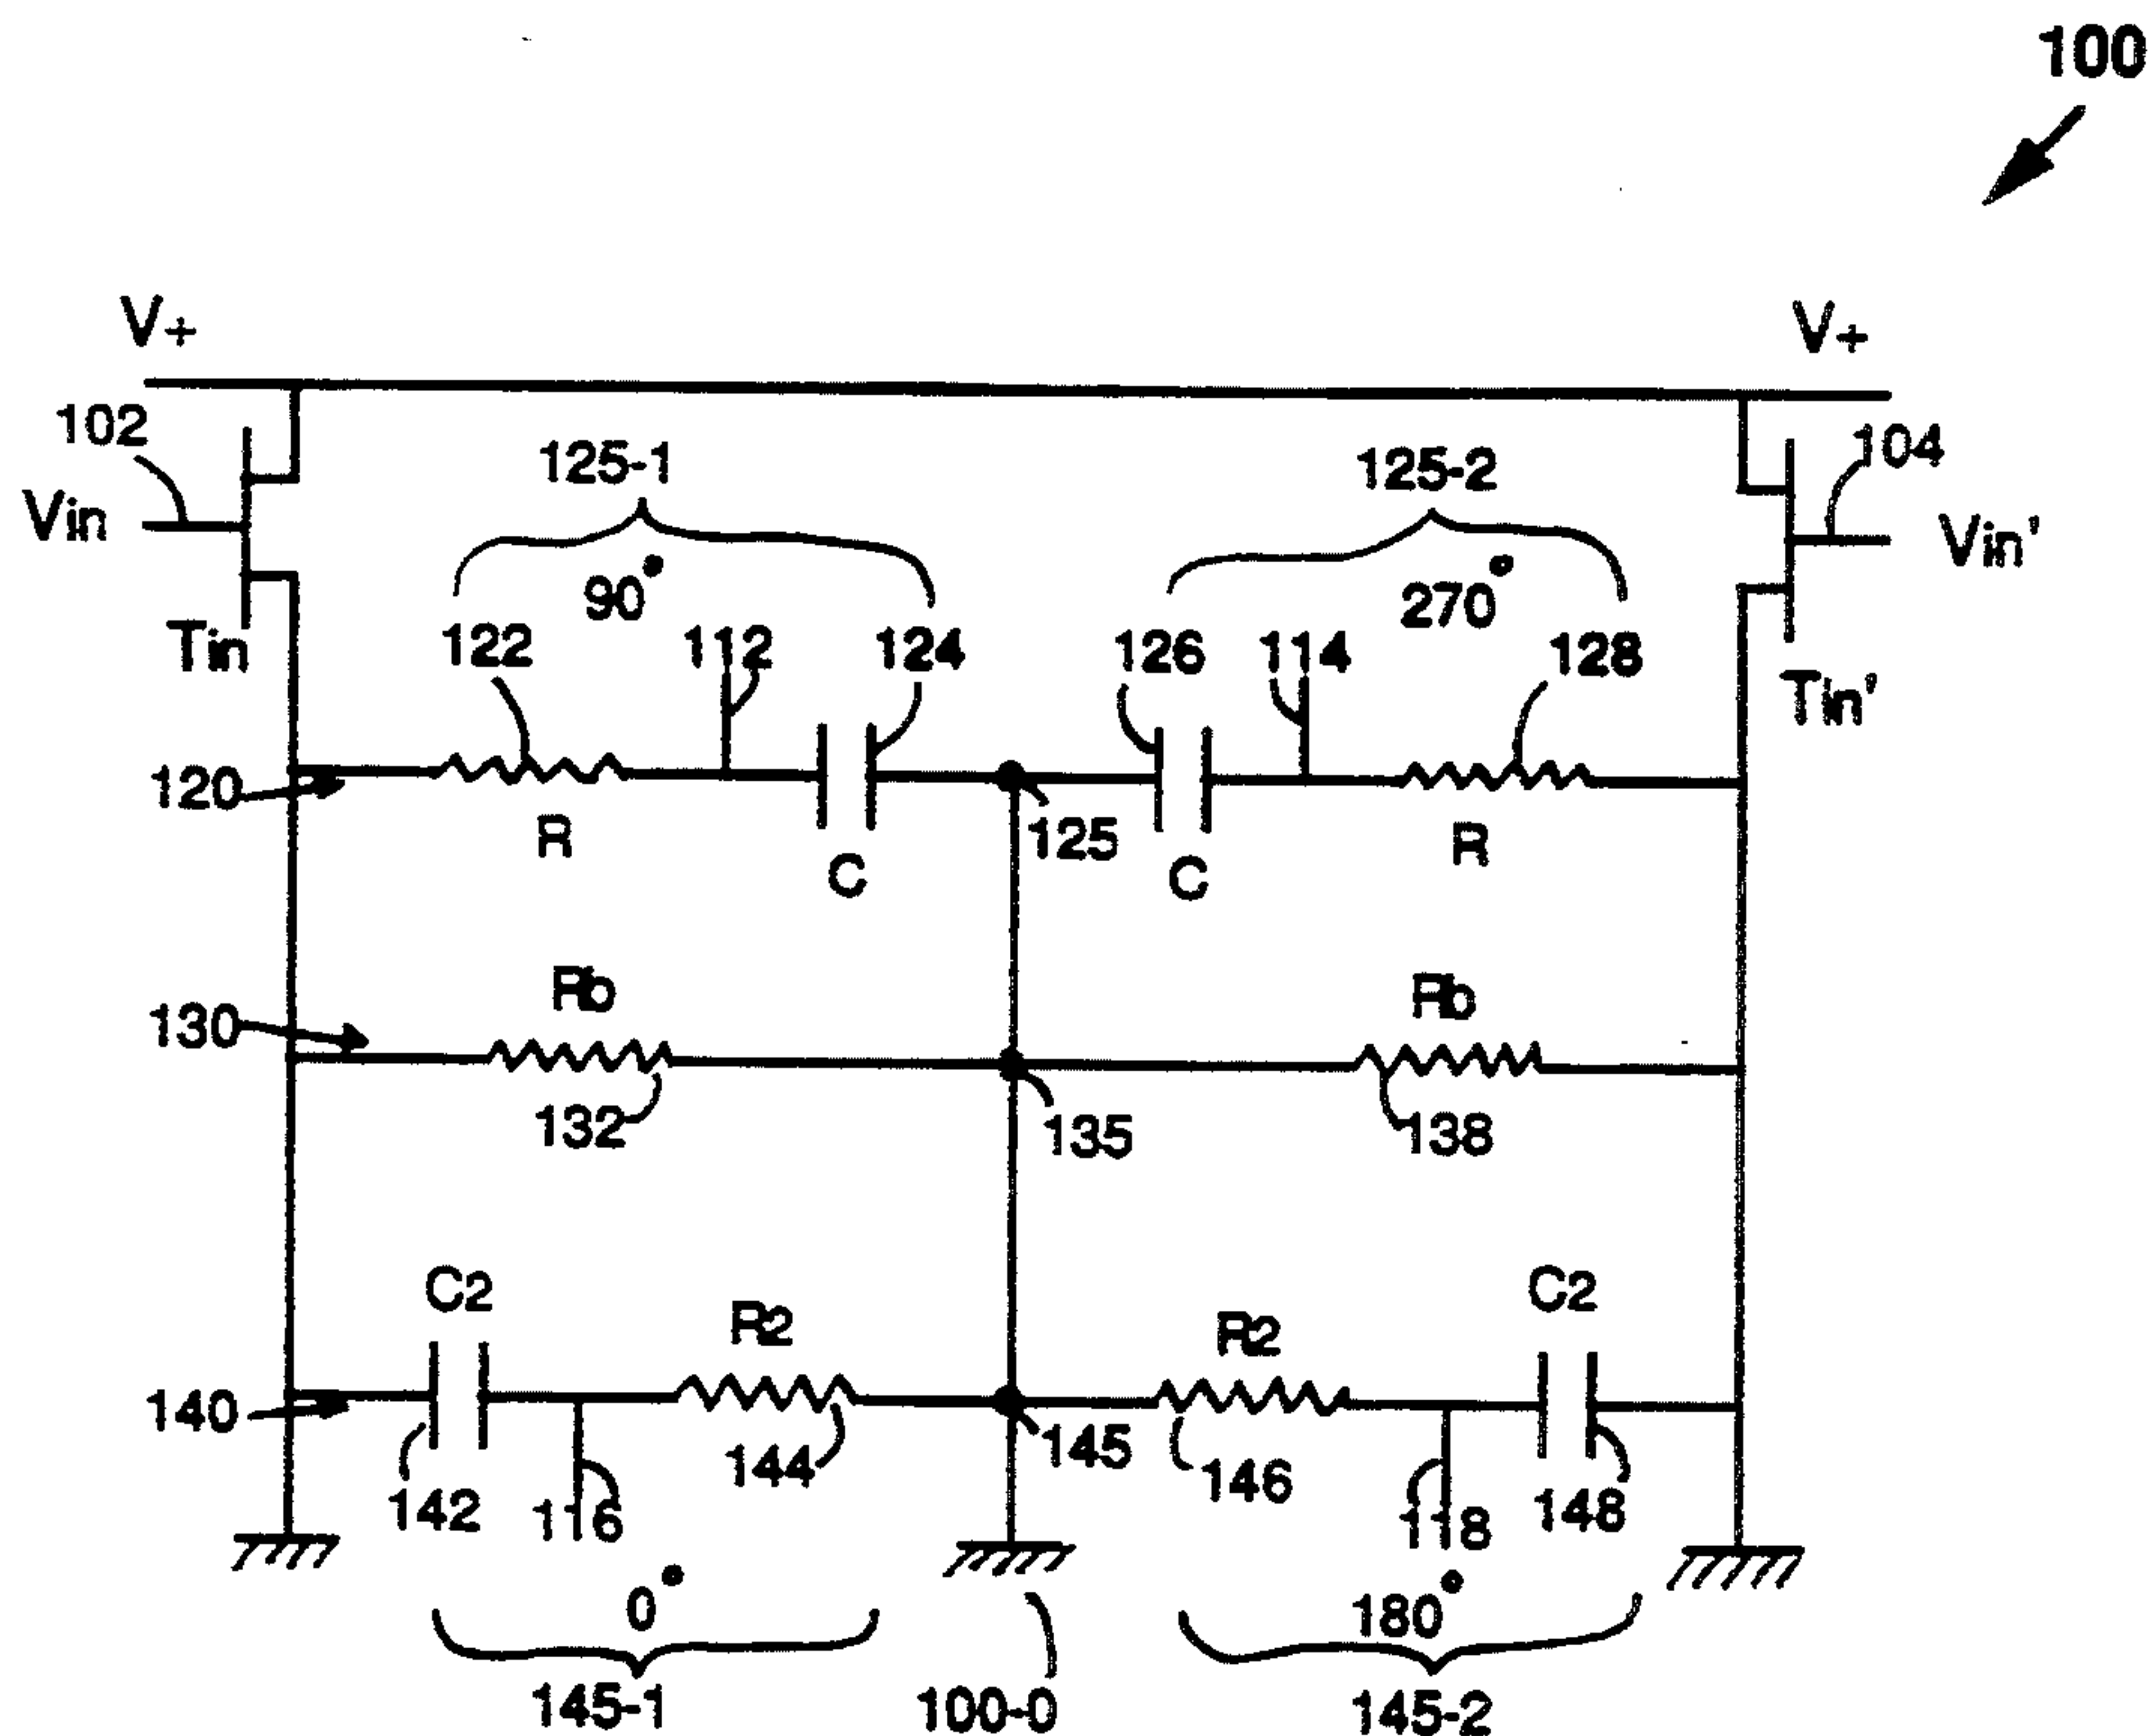 100
V+ V+
102 104
125-1 125-2
Vin Vin'
90° 270°
Tin Tin'
122 112 124 126 114 128
120
R C 125 C R
130
Rb Rb
132 135 138
C2 R2 R2 C2
140
142 116 144 145 146 118 148
0° 180°
145-1 100-0 145-2